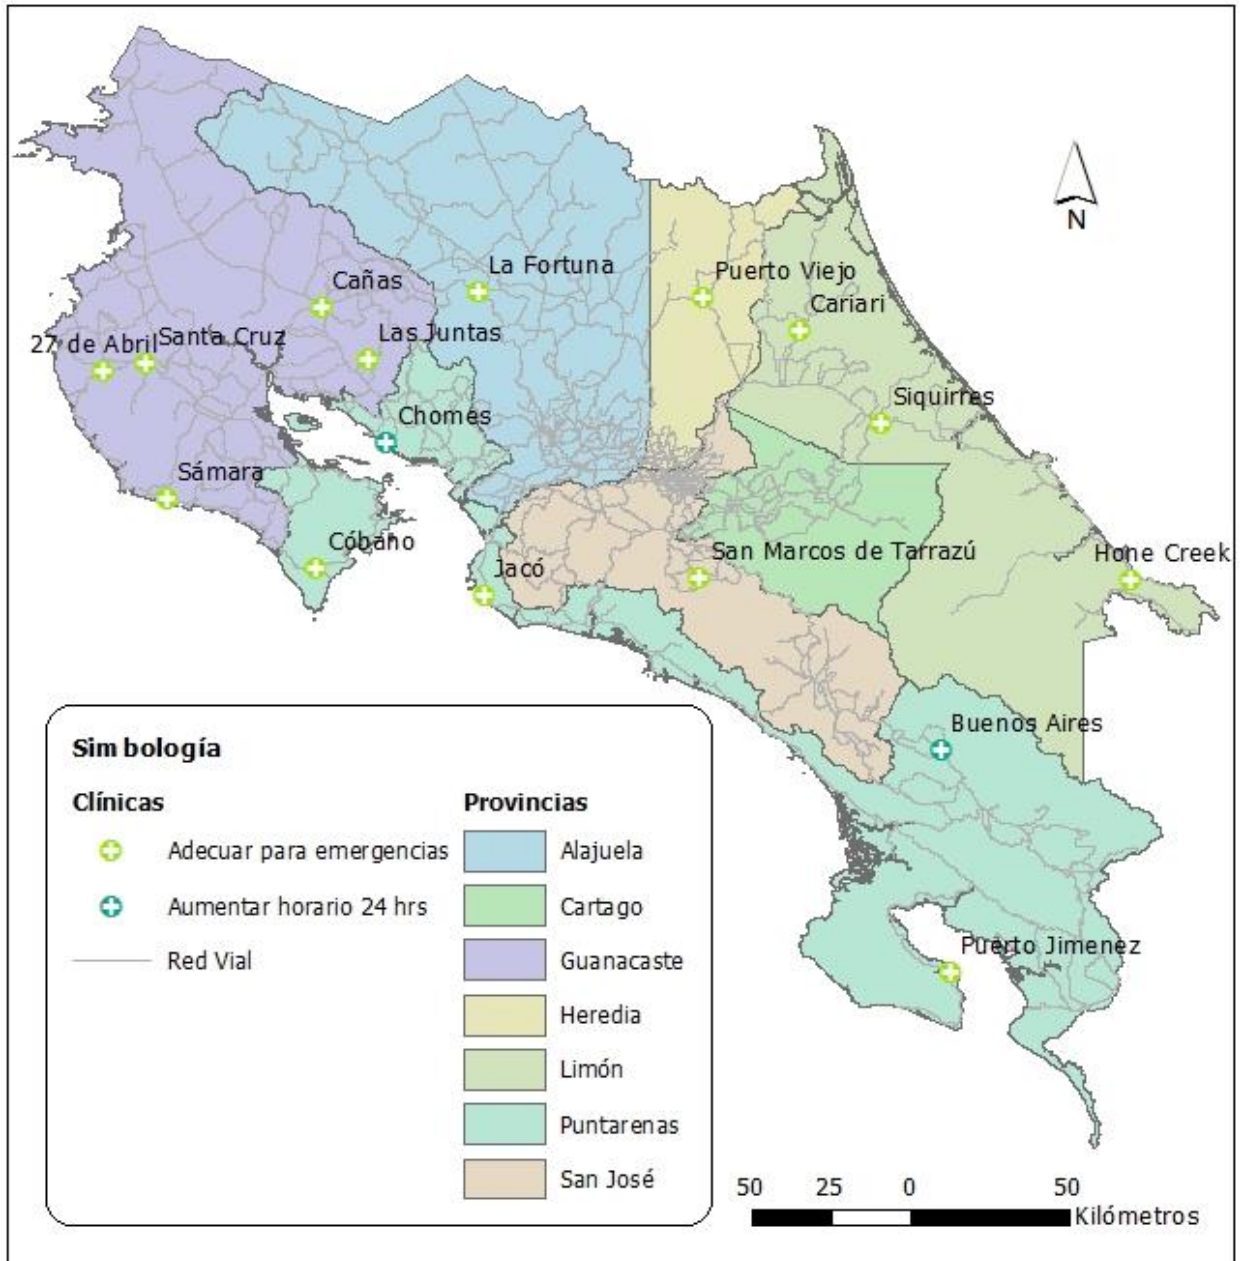 N
La Fortuna
Puerto Viejo
Cañas
Cariari
27 de Abril
Santa Cruz
Las Juntas
Siquirres
Chomes
Sámara
Cóbano
Jacó
San Marcos de Tarrazú
Hone Creek
Buenos Aires
Puerto Jimenez
Simbología
Clínicas
Adecuar para emergencias
Aumentar horario 24 hrs
Red Vial
Provincias
Alajuela
Cartago
Guanacaste
Heredia
Limón
Puntarenas
San José
50 25 0 50
Kilómetros